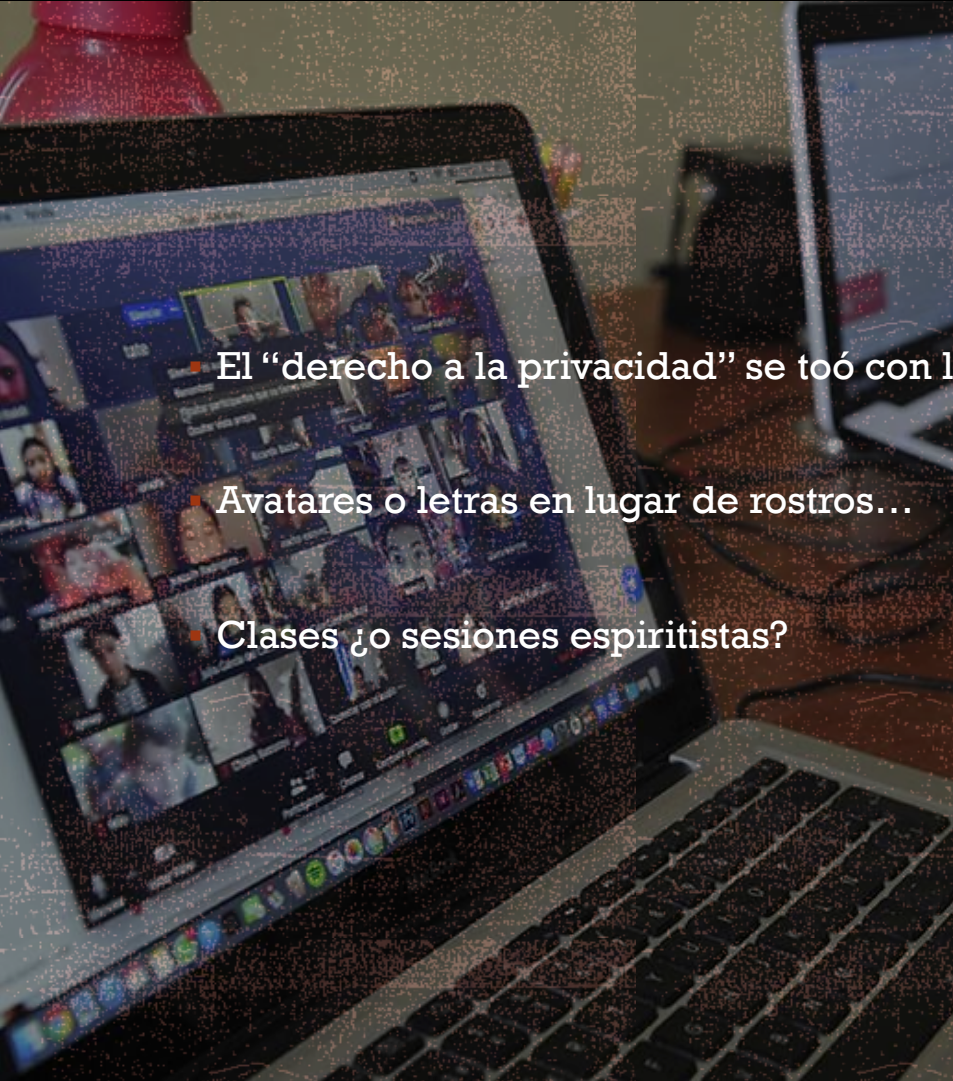 El “derecho a la privacidad” se toó con l
Avatares o letras en lugar de rostros…
Clases ¿o sesiones espiritistas?